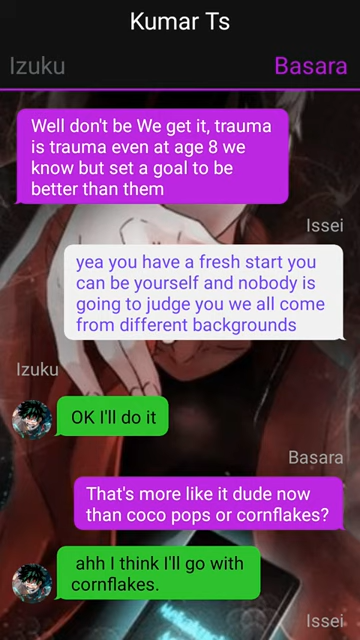 Kumar Ts
Izuku
Basara
Well don't be We get it, trauma
is trauma even at age 8 we
know but set a goal to be
better than them
Issei
yea you have a fresh start you
can be yourself and nobody is
going to judge you we all come
from different backgrounds
Izuku
OK I'll do it
Basara
That's more like it dude now
than coco pops or cornflakes?
ahh I think I'll go with
cornflakes.
Issei